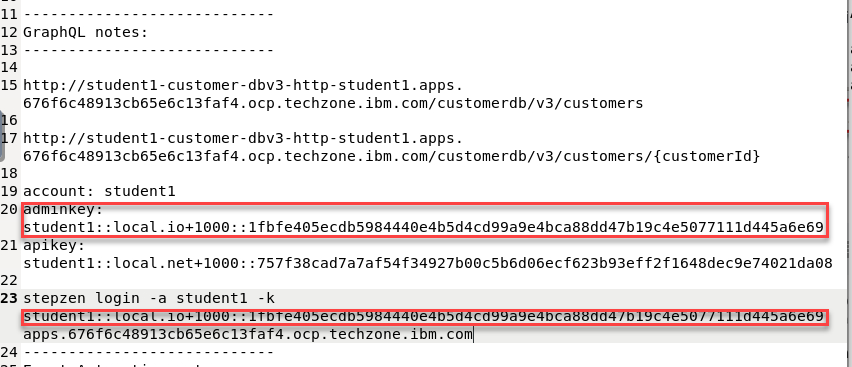 11 ----------------------------
12 GraphQL notes:
13 ----------------------------
14
15 http://student1-customer-dbv3-http-student1.apps.
676f6c48913cb65e6c13faf4.ocp.techzone.ibm.com/customerdb/v3/customers
16
17 http://student1-customer-dbv3-http-student1.apps.
676f6c48913cb65e6c13faf4.ocp.techzone.ibm.com/customerdb/v3/customers/{customerId}
18
19 account: student1
20 adminkey:
student1::local.io+1000::1fbfe405ecdb5984440e4b5d4cd99a9e4bca88dd47b19c4e5077111d445a6e69
21 apikey:
student1::local.net+1000::757f38cad7a7af54f34927b00c5b6d06ecf623b93eff2f1648dec9e74021da08
22
23 stepzen login -a student1 -k
student1::local.io+1000::1fbfe405ecdb5984440e4b5d4cd99a9e4bca88dd47b19c4e5077111d445a6e69
apps.676f6c48913cb65e6c13faf4.ocp.techzone.ibm.com
24 ----------------------------